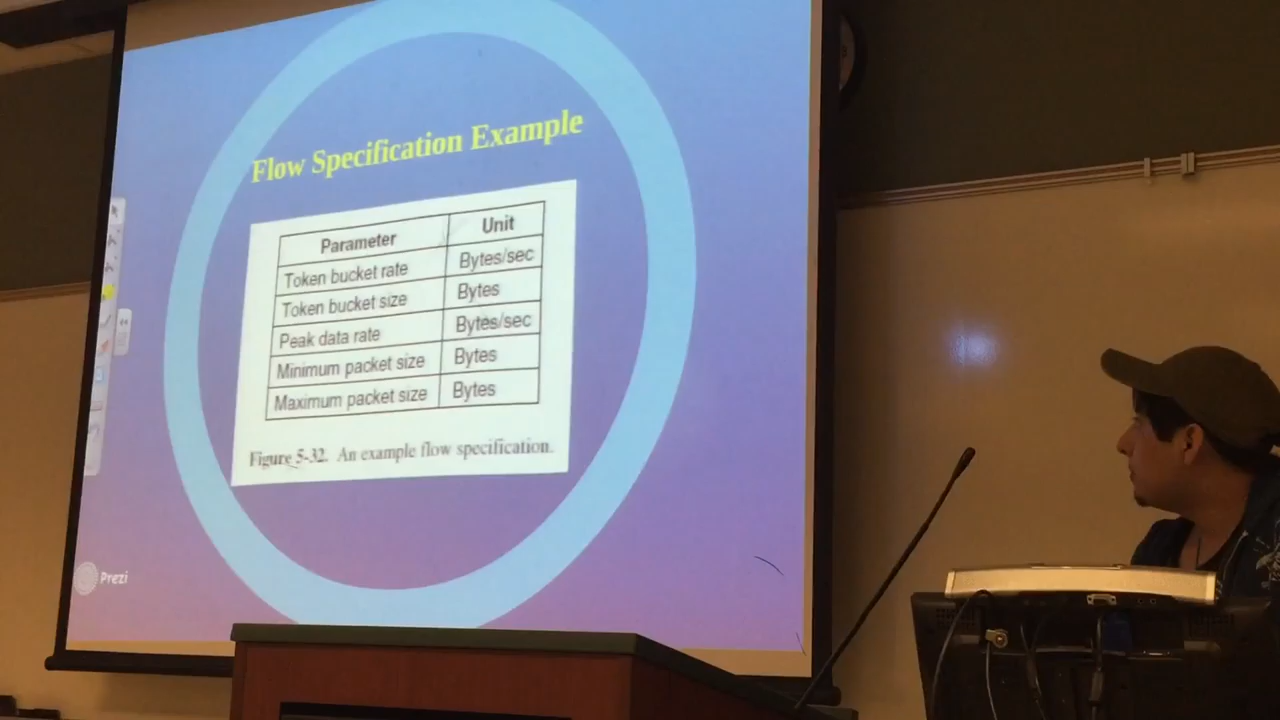 Flow Specification Example
Parameter Unit
Token bucket rate Bytes/sec
Token bucket size Bytes
Peak data rate Bytes/sec
Minimum packet size Bytes
Maximum packet size Bytes
Figure 5-32. An example flow specification.
Prezi